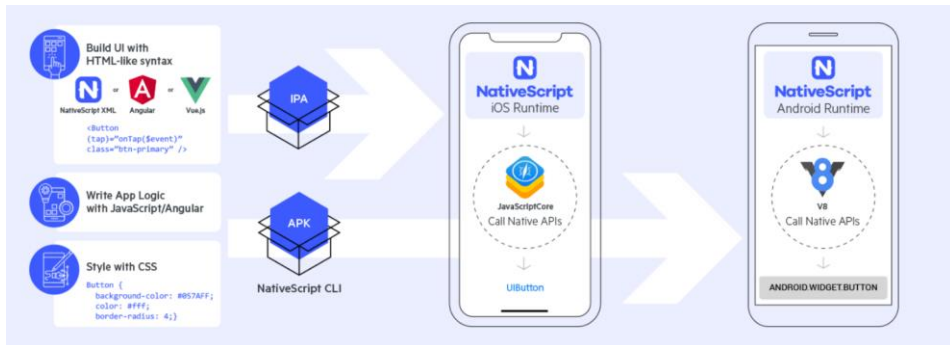 Build UI with
HTML-like syntax
or
or
NativeScript XML
Angular
Vue.js
<Button
(tap)="onTap($event)"
class="btn-primary" />
Write App Logic
with JavaScript/Angular
Style with CSS
Button {
background-color: #057AFF;
color: #fff;
border-radius: 4;}
IPA
APK
NativeScript CLI
NativeScript
iOS Runtime
JavaScriptCore
Call Native APIs
UIButton
NativeScript
Android Runtime
V8
Call Native APIs
ANDROID.WIDGET.BUTTON